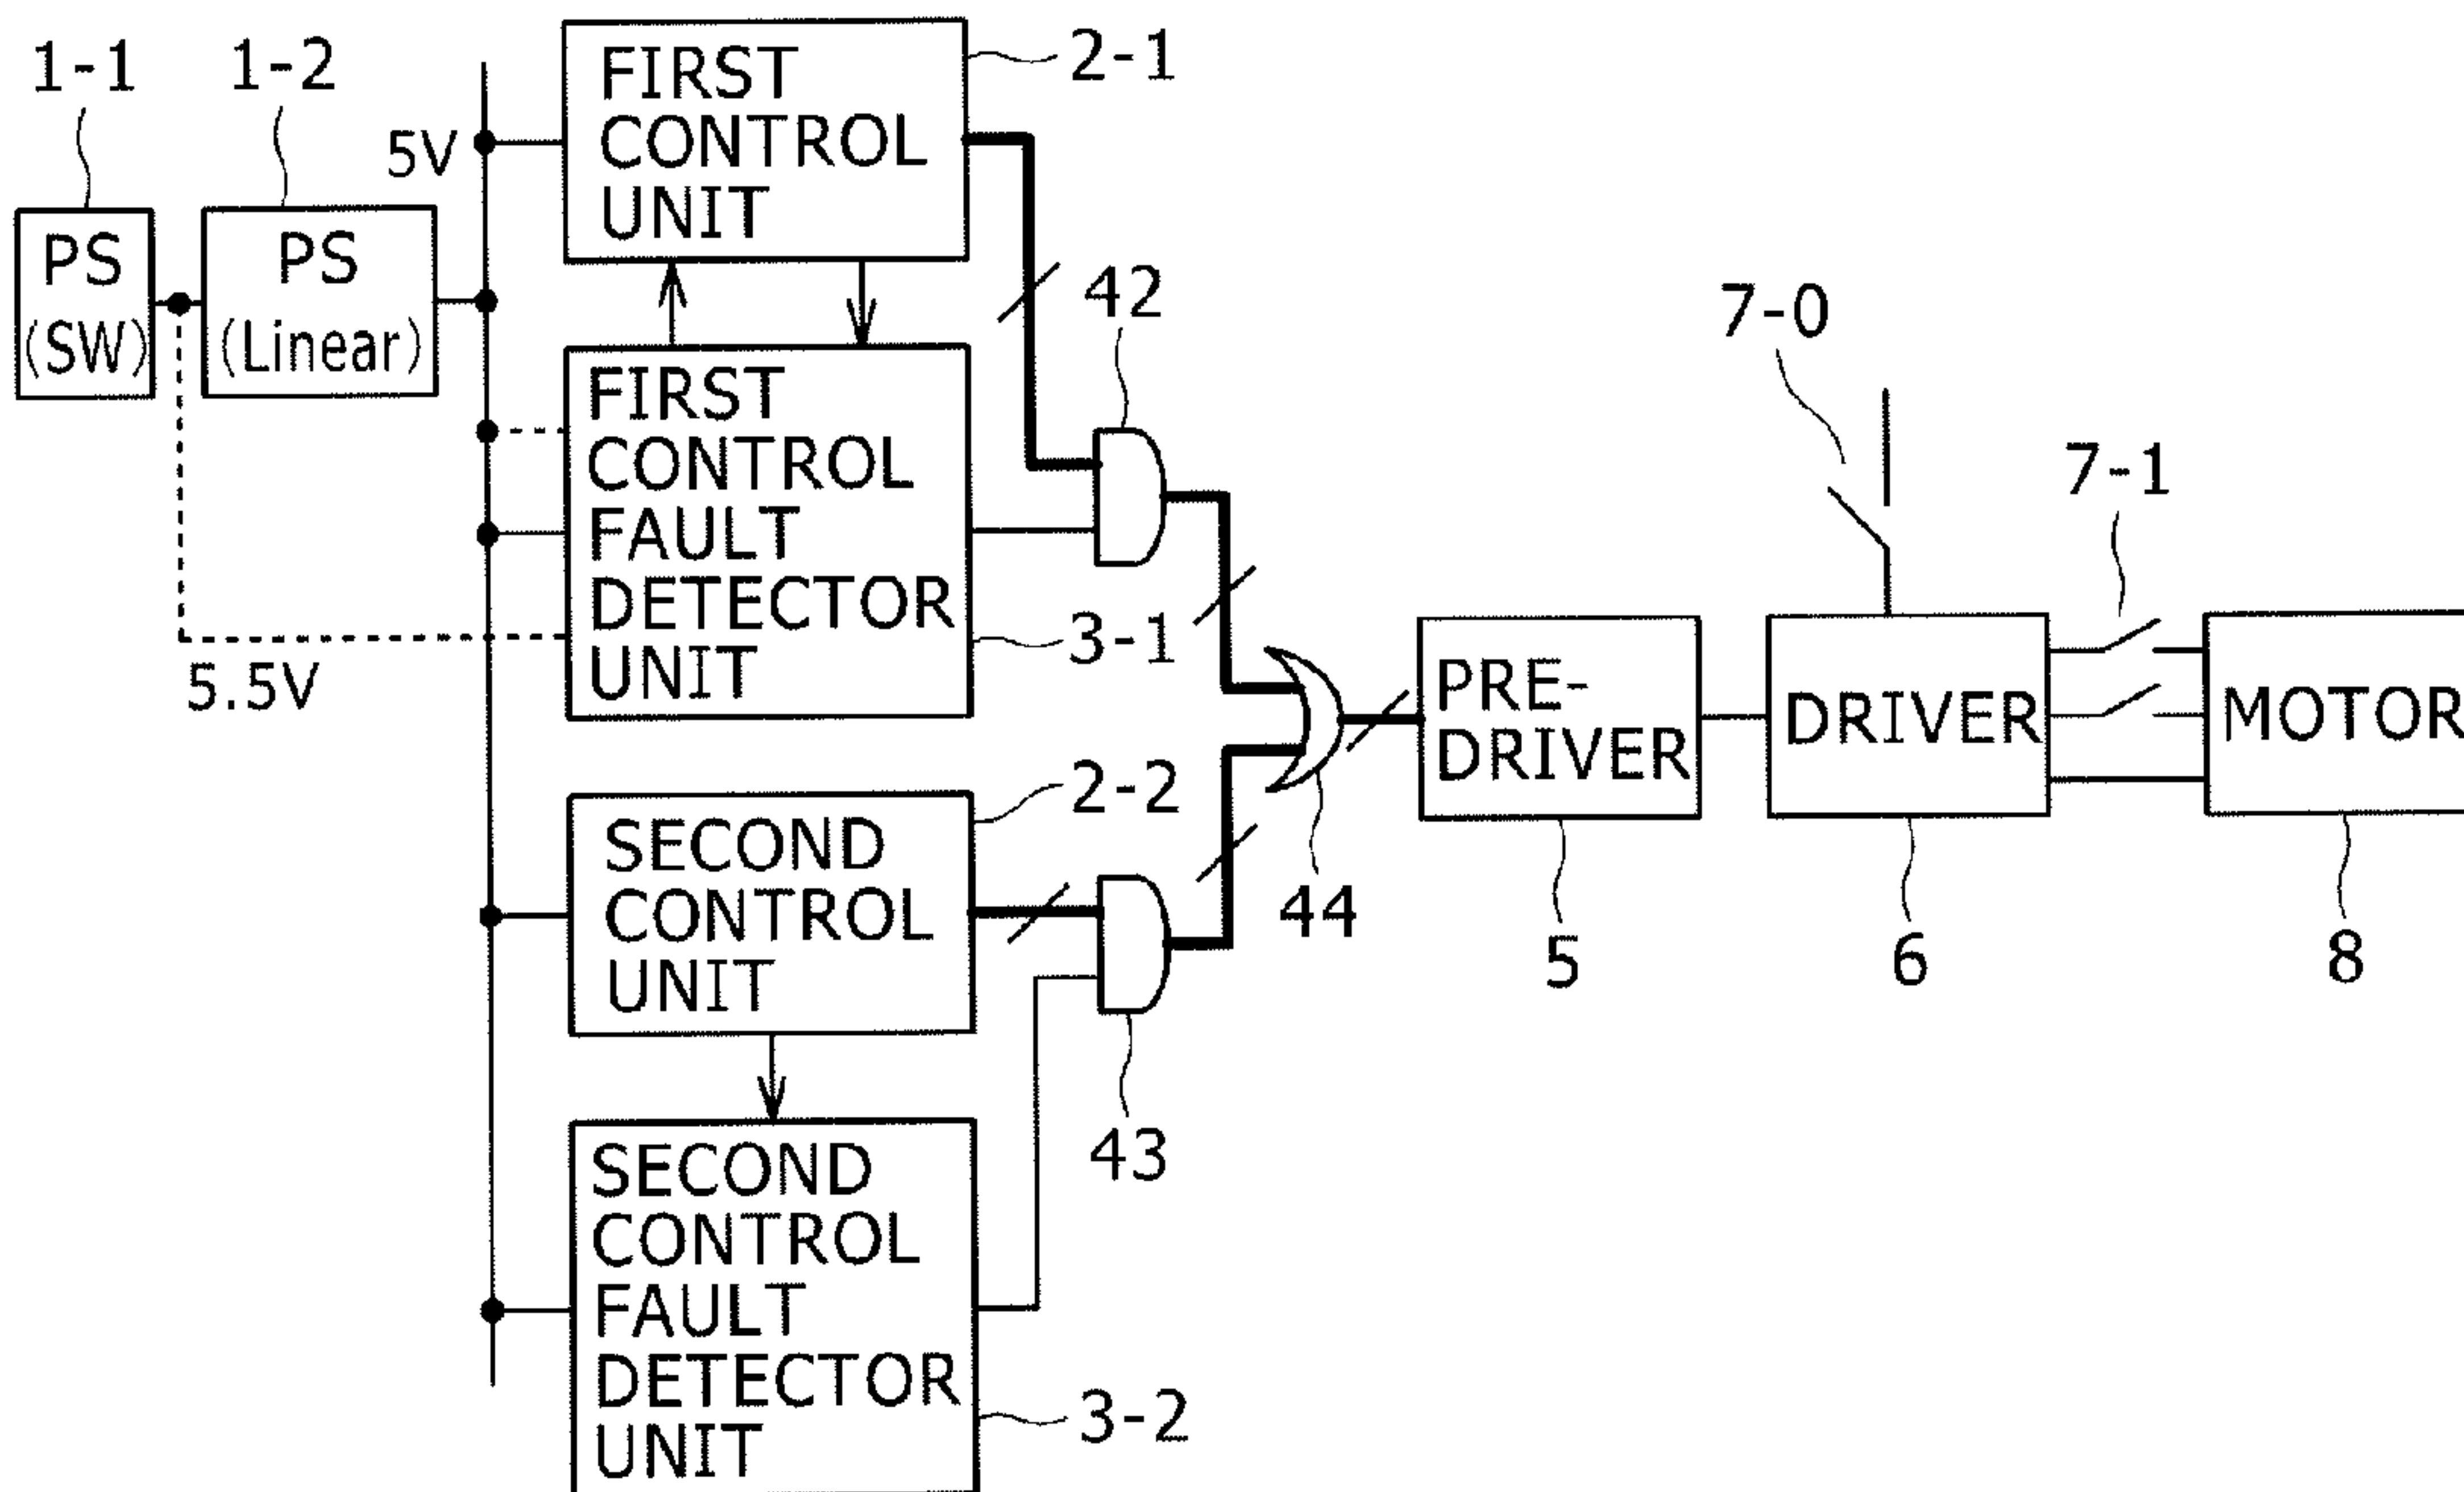 1-1
1-2
5V
PS
(SW)
PS
(Linear)
5.5V
FIRST
CONTROL
UNIT
2-1
FIRST
CONTROL
FAULT
DETECTOR
UNIT
3-1
42
SECOND
CONTROL
UNIT
2-2
SECOND
CONTROL
FAULT
DETECTOR
UNIT
3-2
43
44
PRE-
DRIVER
5
7-0
DRIVER
6
7-1
MOTOR
8